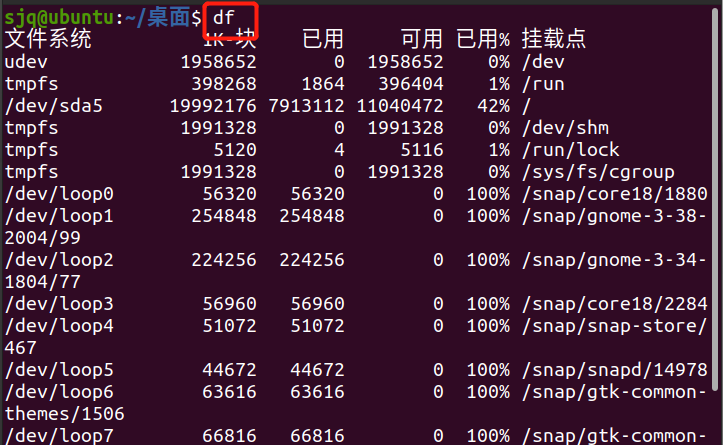 sjq@ubuntu:~/桌面$ df
文件系统 1K-块 已用 可用 已用% 挂载点
udev 1958652 0 1958652 0% /dev
tmpfs 398268 1864 396404 1% /run
/dev/sda5 19992176 7913112 11040472 42% /
tmpfs 1991328 0 1991328 0% /dev/shm
tmpfs 5120 4 5116 1% /run/lock
tmpfs 1991328 0 1991328 0% /sys/fs/cgroup
/dev/loop0 56320 56320 0 100% /snap/core18/1880
/dev/loop1 254848 254848 0 100% /snap/gnome-3-38-
2004/99
/dev/loop2 224256 224256 0 100% /snap/gnome-3-34-
1804/77
/dev/loop3 56960 56960 0 100% /snap/core18/2284
/dev/loop4 51072 51072 0 100% /snap/snap-store/
467
/dev/loop5 44672 44672 0 100% /snap/snapd/14978
/dev/loop6 63616 63616 0 100% /snap/gtk-common-
themes/1506
/dev/loop7 66816 66816 0 100% /snap/gtk-common-